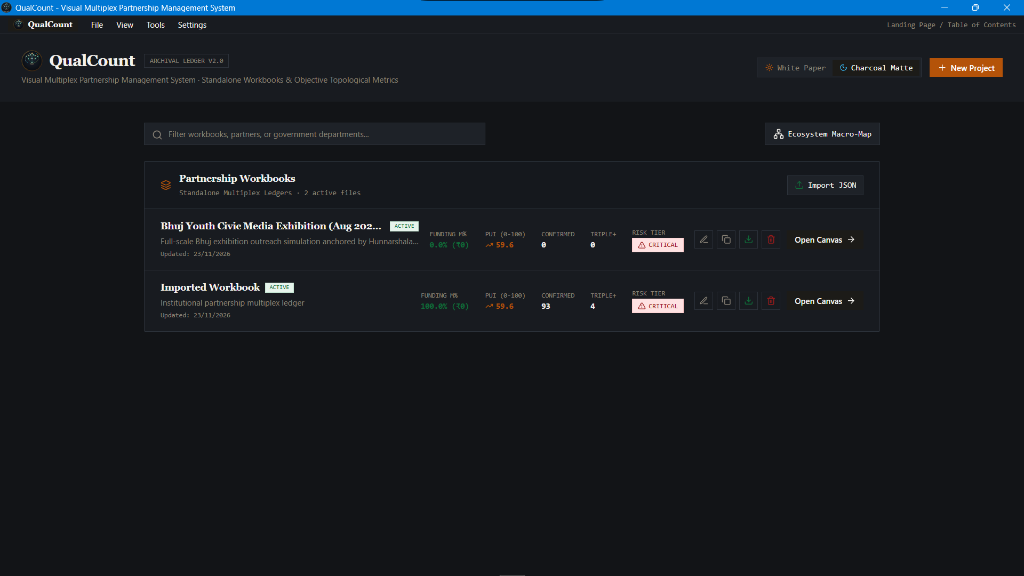 QualCount - Visual Multiplex Partnership Management System
QualCount File View Tools Settings Landing Page / Table of Contents
QualCount ARCHIVAL LEDGER V2.0
Visual Multiplex Partnership Management System · Standalone Workbooks & Objective Topological Metrics
White Paper Charcoal Matte + New Project
Filter workbooks, partners, or government departments...
Ecosystem Macro-Map
Partnership Workbooks
Standalone Multiplex Ledgers · 2 active files
Import JSON
Bhuj Youth Civic Media Exhibition (Aug 202... ACTIVE
Full-scale Bhuj exhibition outreach simulation anchored by Hunnarshala...
Updated: 23/11/2026
FUNDING M% PUI (0-100) CONFIRMED TRIPLE+ RISK TIER
0.0% (₹0) 59.6 0 0 CRITICAL
Open Canvas →
Imported Workbook ACTIVE
Institutional partnership multiplex ledger
Updated: 23/11/2026
FUNDING M% PUI (0-100) CONFIRMED TRIPLE+ RISK TIER
100.0% (₹0) 59.6 93 4 CRITICAL
Open Canvas →